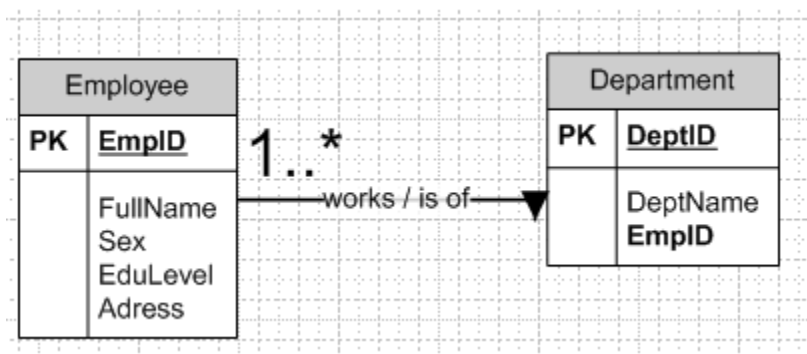 Employee
PK EmpID
FullName
Sex
EduLevel
Adress
1..*
works / is of
Department
PK DeptID
DeptName
EmpID